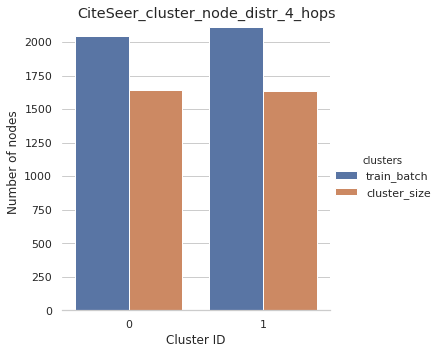 CiteSeer_cluster_node_distr_4_hops
Number of nodes
2000
1750
1500
1250
1000
750
500
250
0
0 1
Cluster ID
clusters
train_batch
cluster_size